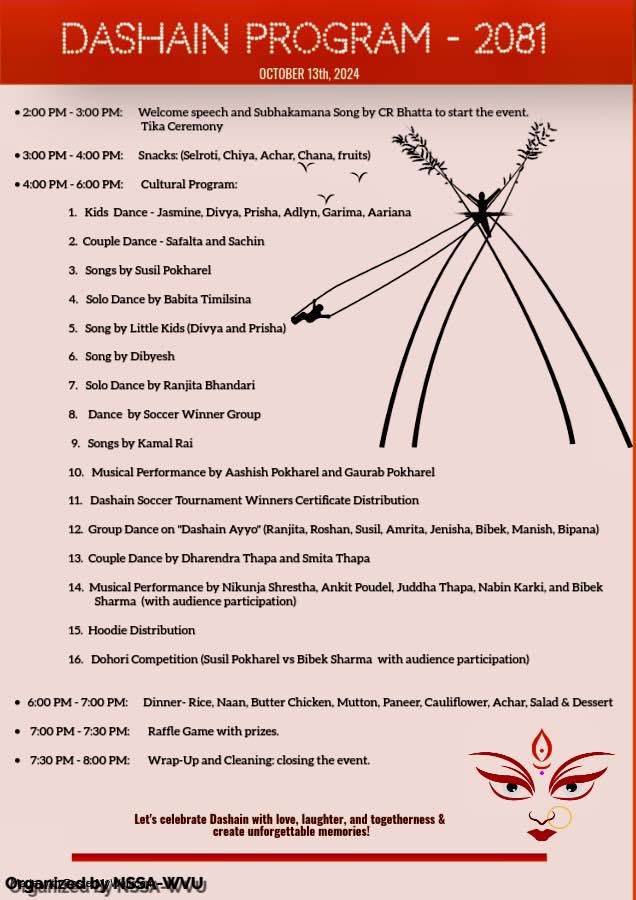 DASHAIN PROGRAM - 2081
OCTOBER 13th, 2024
• 2:00 PM - 3:00 PM: Welcome speech and Subhakamana Song by CR Bhatta to start the event.
Tika Ceremony
• 3:00 PM - 4:00 PM: Snacks: (Selroti, Chiya, Achar, Chana, fruits)
• 4:00 PM - 6:00 PM: Cultural Program:
1. Kids Dance - Jasmine, Divya, Prisha, Adlyn, Garima, Aariana
2. Couple Dance - Safalta and Sachin
3. Songs by Susil Pokharel
4. Solo Dance by Babita Timilsina
5. Song by Little Kids (Divya and Prisha)
6. Song by Dibyesh
7. Solo Dance by Ranjita Bhandari
8. Dance by Soccer Winner Group
9. Songs by Kamal Rai
10. Musical Performance by Aashish Pokharel and Gaurab Pokharel
11. Dashain Soccer Tournament Winners Certificate Distribution
12. Group Dance on "Dashain Ayyo" (Ranjita, Roshan, Susil, Amrita, Jenisha, Bibek, Manish, Bipana)
13. Couple Dance by Dharendra Thapa and Smita Thapa
14. Musical Performance by Nikunja Shrestha, Ankit Poudel, Juddha Thapa, Nabin Karki, and Bibek
Sharma (with audience participation)
15. Hoodie Distribution
16. Dohori Competition (Susil Pokharel vs Bibek Sharma with audience participation)
• 6:00 PM - 7:00 PM: Dinner- Rice, Naan, Butter Chicken, Mutton, Paneer, Cauliflower, Achar, Salad & Dessert
• 7:00 PM - 7:30 PM: Raffle Game with prizes.
• 7:30 PM - 8:00 PM: Wrap-Up and Cleaning: closing the event.
Let's celebrate Dashain with love, laughter, and togetherness &
create unforgettable memories!
Organized by NSSA-WVU